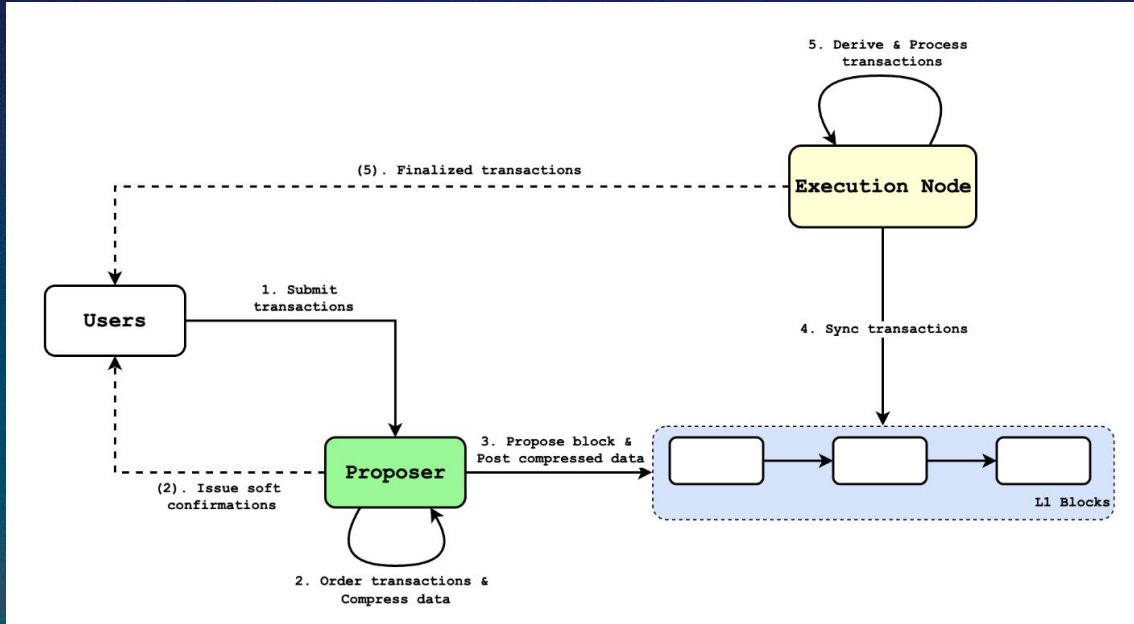 5. Derive & Process
transactions
Execution Node
(5). Finalized transactions
Users
1. Submit
transactions
4. Sync transactions
Proposer
3. Propose block &
Post compressed data
L1 Blocks
(2). Issue soft
confirmations
2. Order transactions &
Compress data